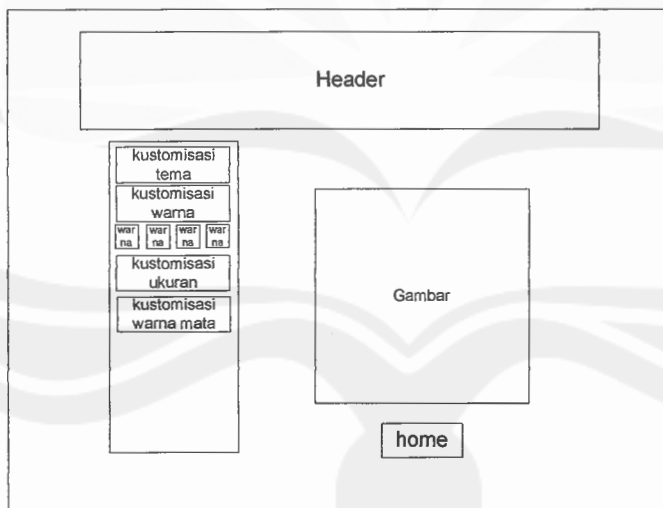 Header
kustomisasi
tema
kustomisasi
warna
war war war war
na na na na
kustomisasi
ukuran
kustomisasi
warna mata
Gambar
home